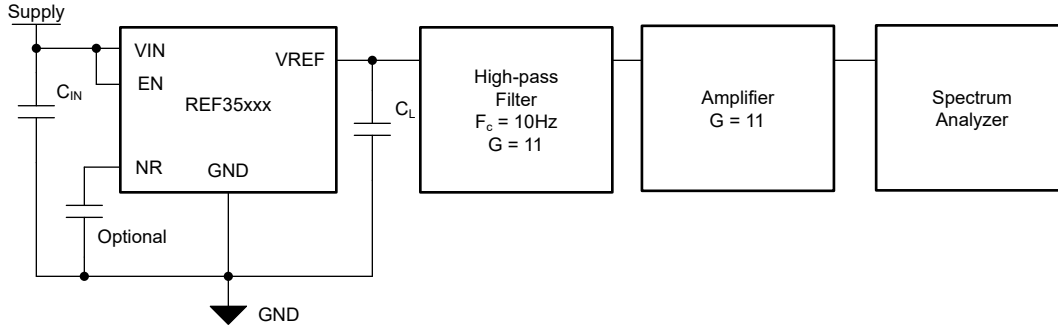 Supply
VIN
EN
NR
VREF
REF35xxx
GND
C_IN
C_L
Optional
GND
High-pass
Filter
F_c = 10Hz
G = 11
Amplifier
G = 11
Spectrum
Analyzer